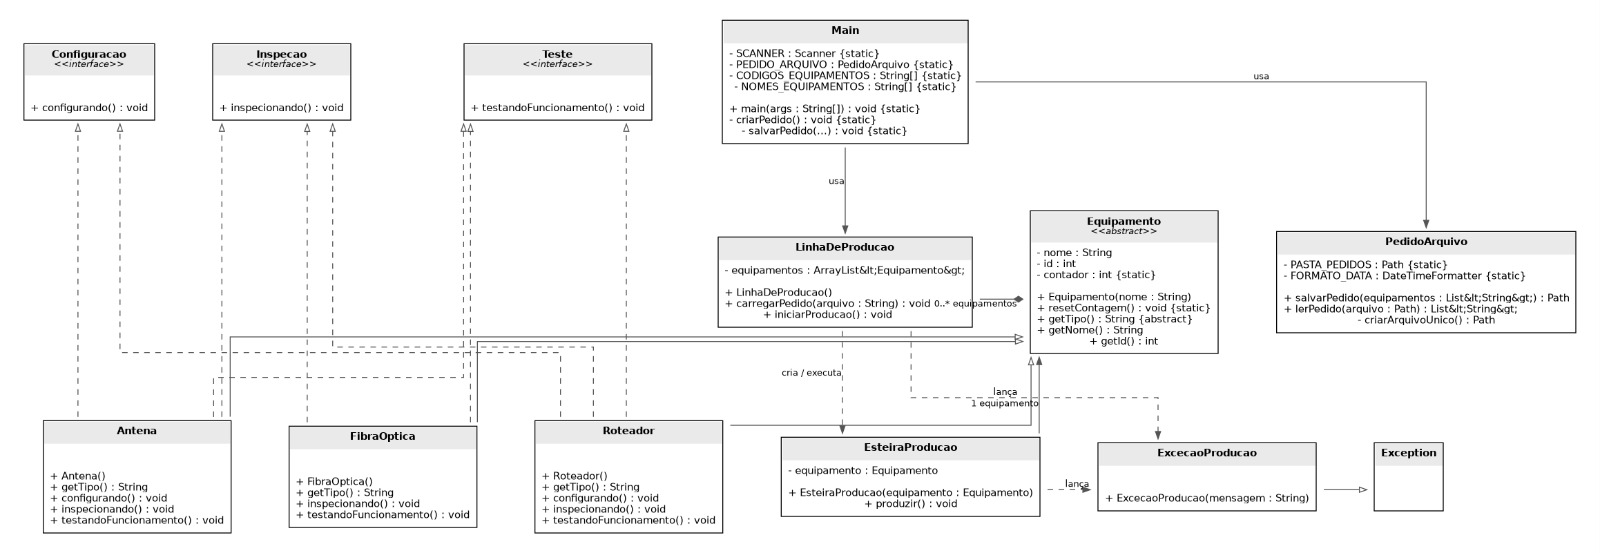 Configuracao
<<interface>>
+ configurando() : void
Inspecao
<<interface>>
+ inspecionando() : void
Teste
<<interface>>
+ testandoFuncionamento() : void
Main
- SCANNER : Scanner {static}
- PEDIDO_ARQUIVO : PedidoArquivo {static}
- CODIGOS_EQUIPAMENTOS : String[] {static}
- NOMES_EQUIPAMENTOS : String[] {static}
+ main(args : String[]) : void {static}
- criarPedido() : void {static}
- salvarPedido(...) : void {static}
usa
usa
LinhaDeProducao
- equipamentos : ArrayList&lt;Equipamento&gt;
+ LinhaDeProducao()
+ carregarPedido(arquivo : String) : void
+ iniciarProducao() : void
0..* equipamentos
Equipamento
<<abstract>>
- nome : String
- id : int
- contador : int {static}
+ Equipamento(nome : String)
+ resetContagem() : void {static}
+ getTipo() : String {abstract}
+ getNome() : String
+ getId() : int
PedidoArquivo
- PASTA_PEDIDOS : Path {static}
- FORMATO_DATA : DateTimeFormatter {static}
+ salvarPedido(equipamentos : List&lt;String&gt;) : Path
+ lerPedido(arquivo : Path) : List&lt;String&gt;
- criarArquivoUnico() : Path
cria / executa
lança
1 equipamento
Antena
+ Antena()
+ getTipo() : String
+ configurando() : void
+ inspecionando() : void
+ testandoFuncionamento() : void
FibraOptica
+ FibraOptica()
+ getTipo() : String
+ inspecionando() : void
+ testandoFuncionamento() : void
Roteador
+ Roteador()
+ getTipo() : String
+ configurando() : void
+ inspecionando() : void
+ testandoFuncionamento() : void
EsteiraProducao
- equipamento : Equipamento
+ EsteiraProducao(equipamento : Equipamento)
+ produzir() : void
lança
ExcecaoProducao
+ ExcecaoProducao(mensagem : String)
Exception